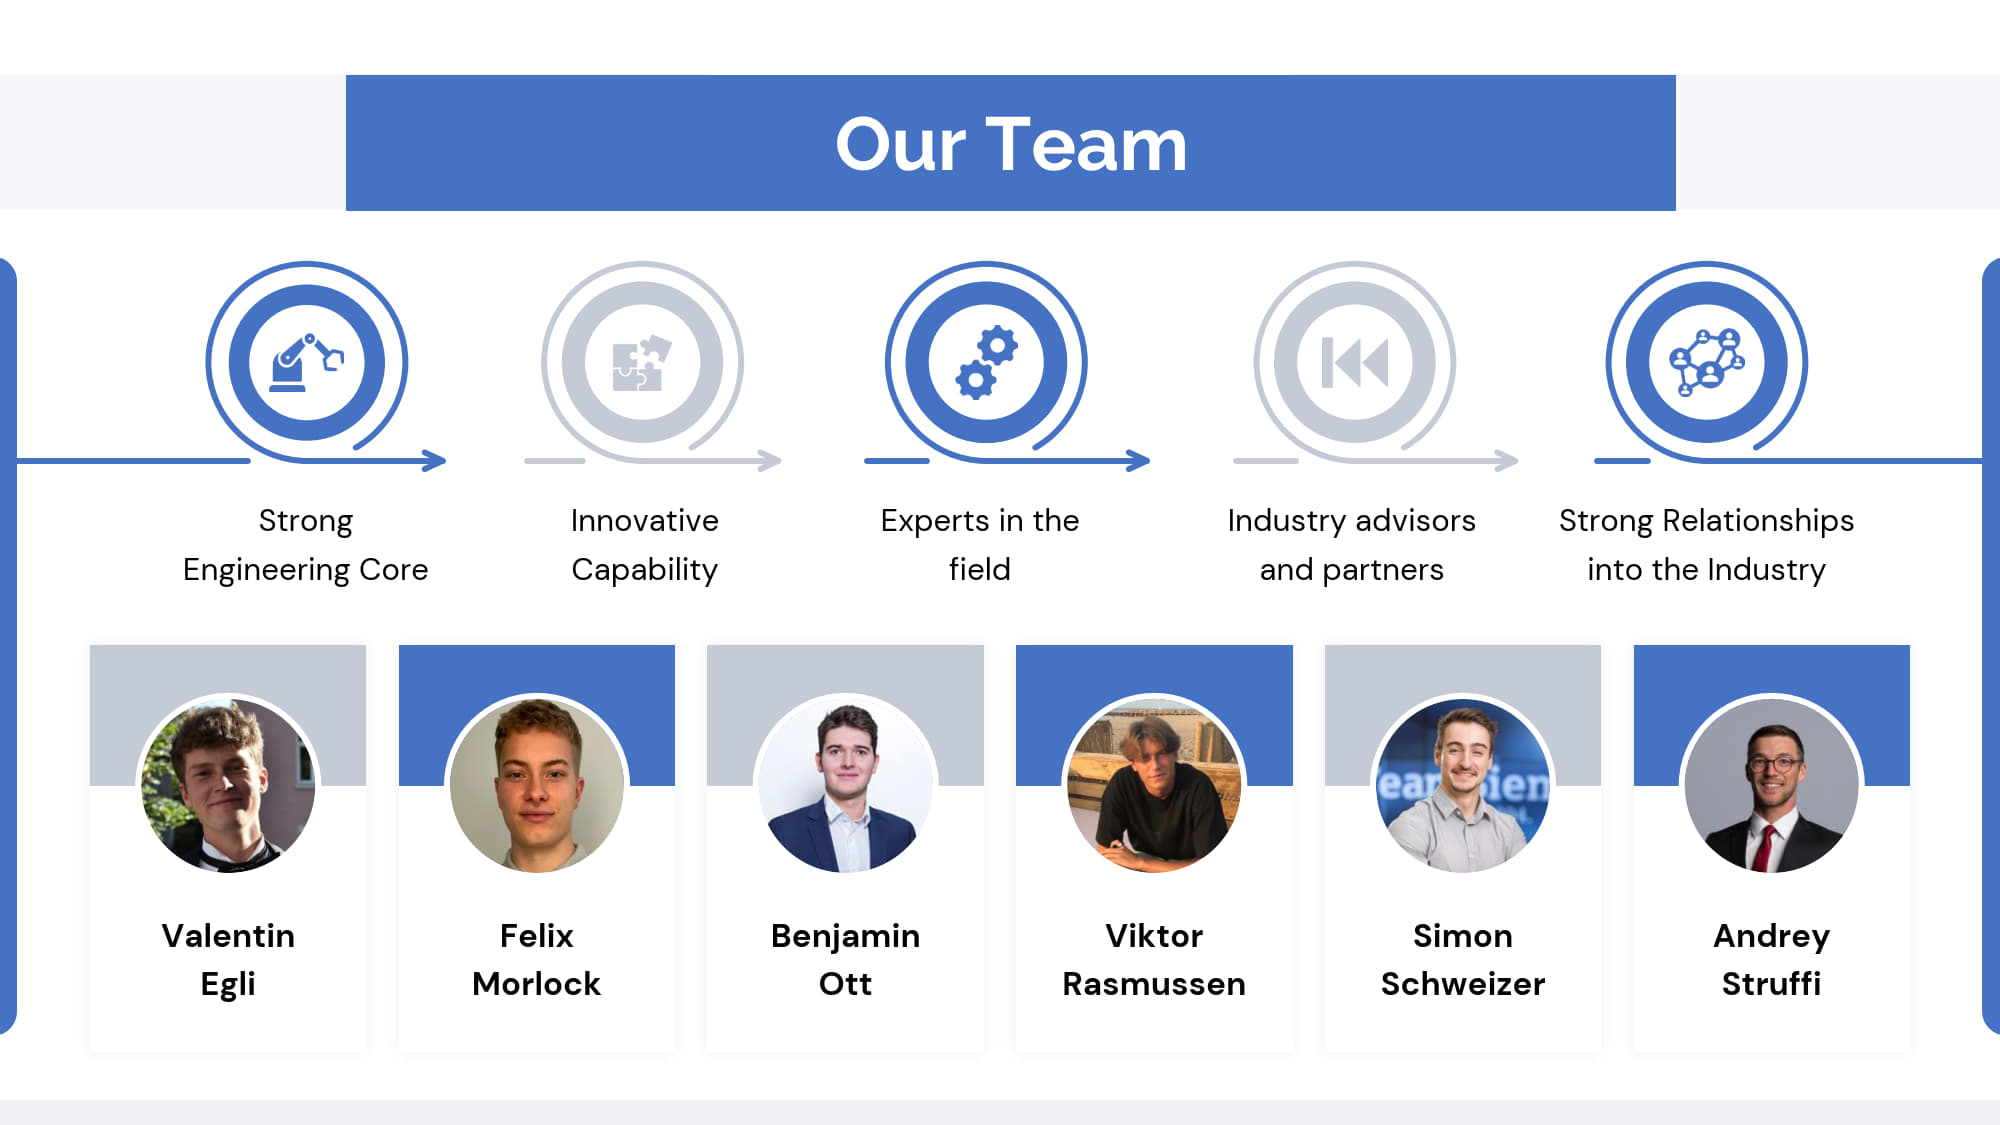 Our Team
Strong
Engineering Core
Innovative
Capability
Experts in the
field
Industry advisors
and partners
Strong Relationships
into the Industry
Valentin
Egli
Felix
Morlock
Benjamin
Ott
Viktor
Rasmussen
Simon
Schweizer
Andrey
Struffi